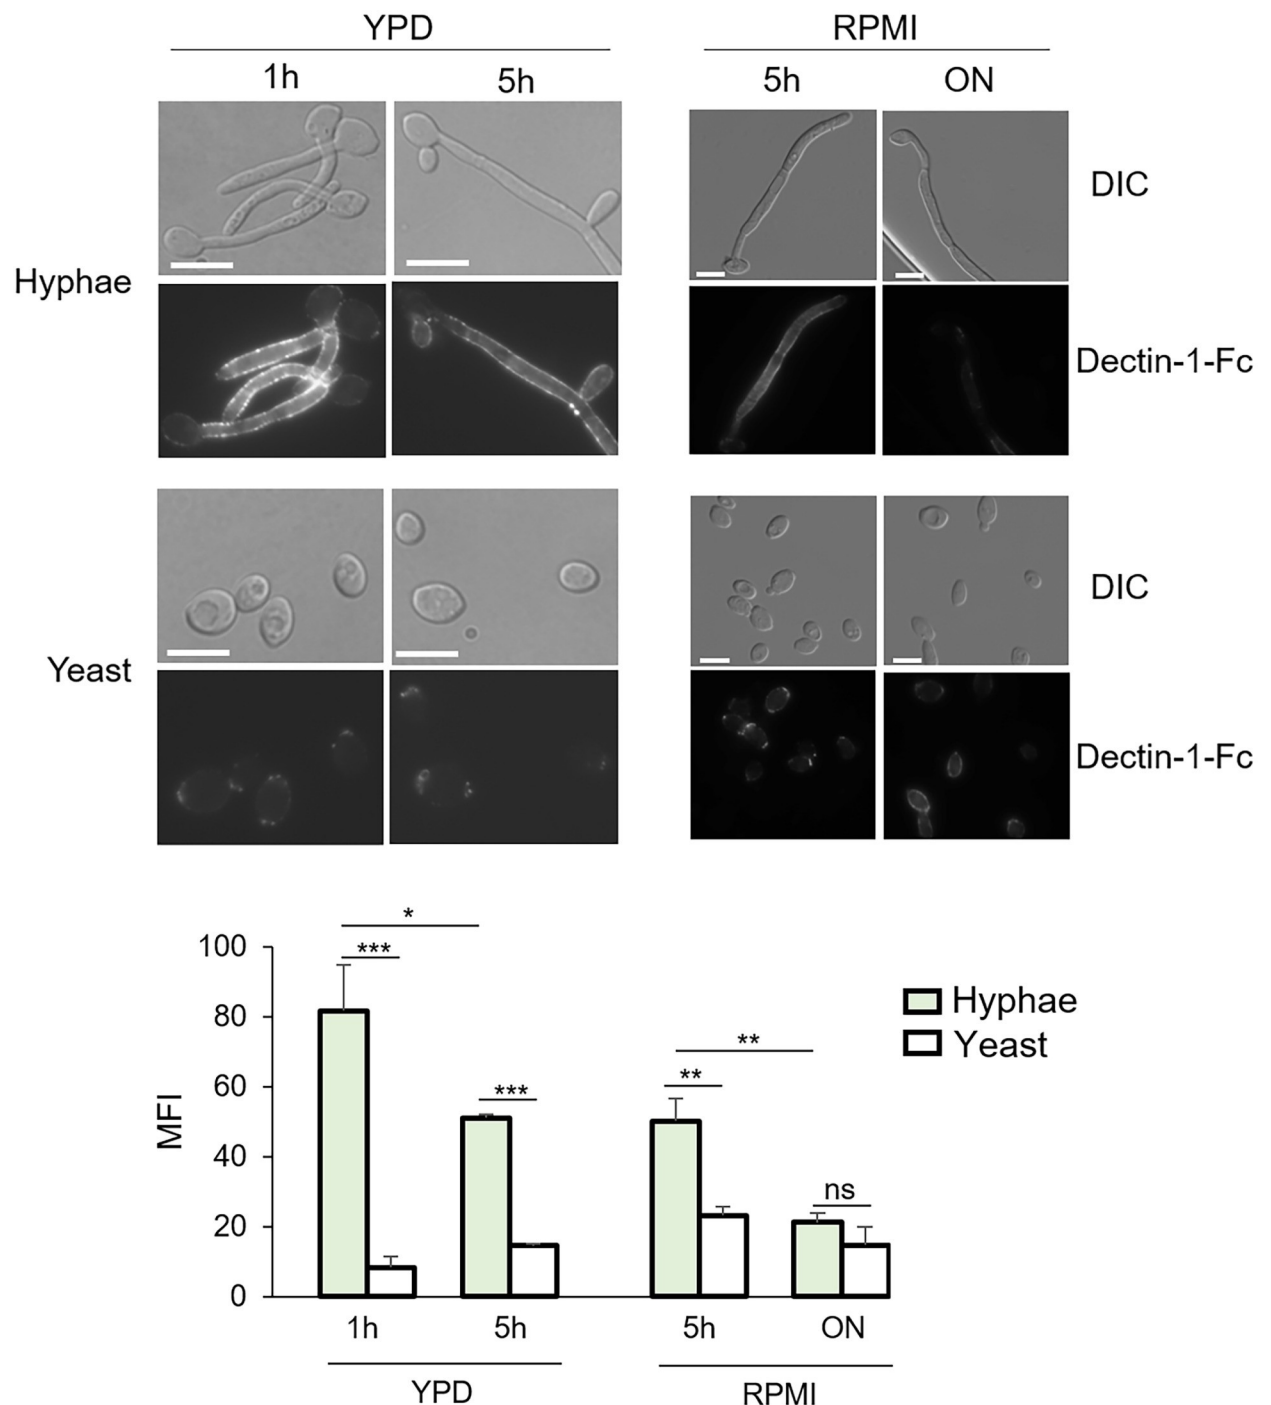 YPD RPMI
1h 5h 5h ON
DIC
Hyphae
Dectin-1-Fc
DIC
Yeast
Dectin-1-Fc
*
100
***
80
Hyphae
Yeast
**
60
***
**
MFI
40
ns
20
0
1h 5h 5h ON
YPD RPMI